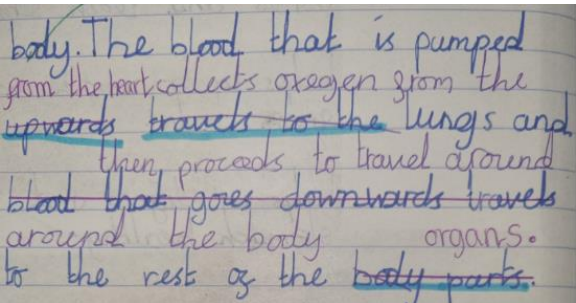 body. The blood that is pumped
from the heart collects oxegen from the
upwards travels to the lungs and
then proceeds to travel around
blood that goes downwards travels
around the body organs.
to the rest of the body parts.